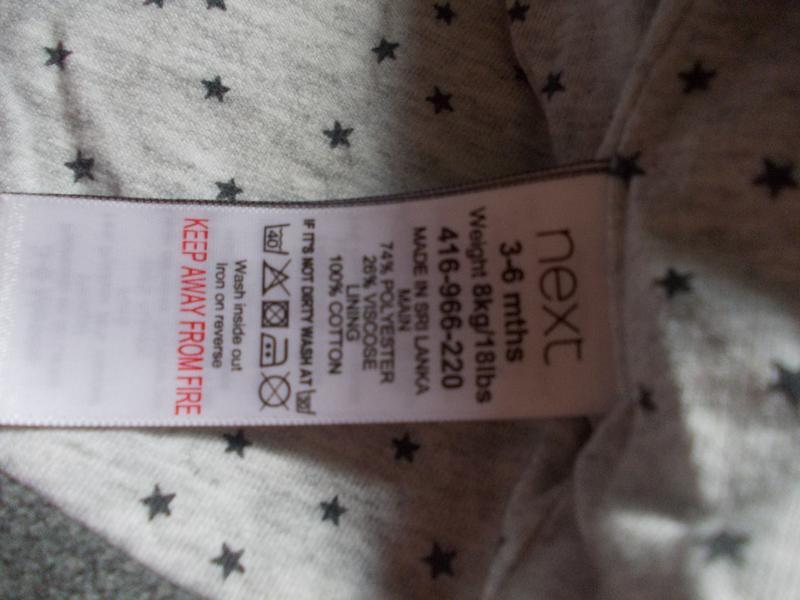 next
3-6 mths
Weight 8kg/18lbs
416-966-220
MADE IN SRI LANKA
MAIN
74% POLYESTER
26% VISCOSE
LINING
100% COTTON
IF IT'S NOT DIRTY WASH AT
40
Wash inside out
Iron on reverse
KEEP AWAY FROM FIRE